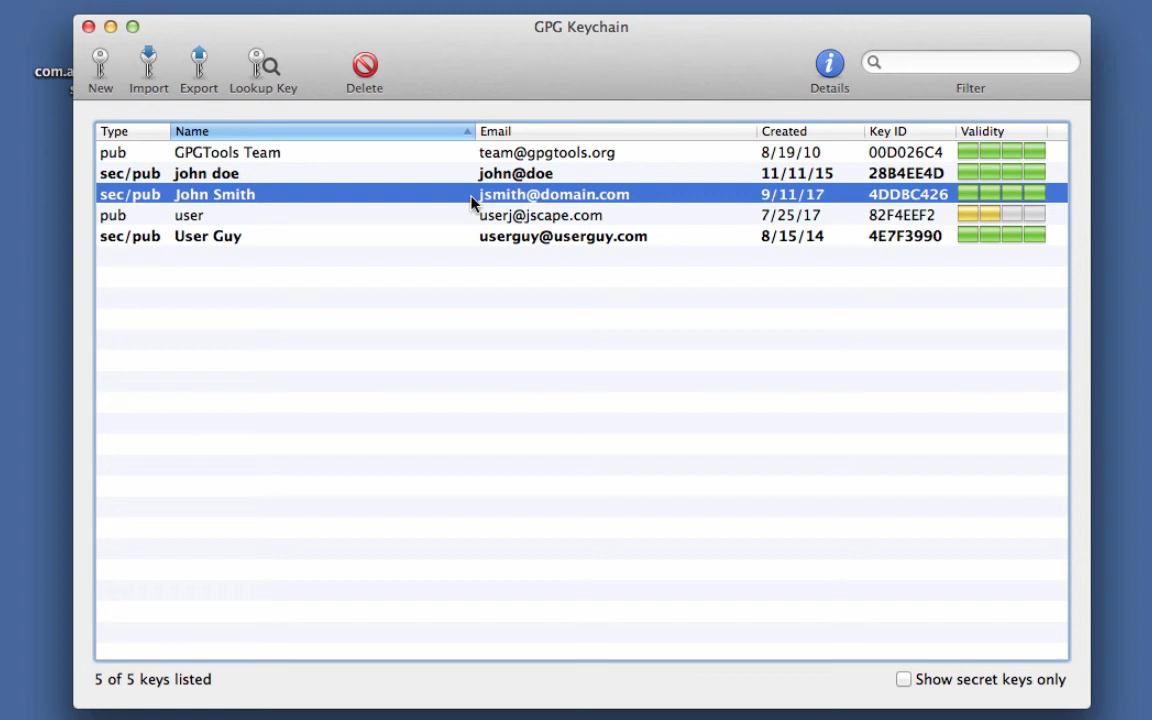 GPG Keychain
com.a
New Import Export Lookup Key Delete Details Filter
Type Name Email Created Key ID Validity
pub GPGTools Team team@gpgtools.org 8/19/10 00D026C4
sec/pub john doe john@doe 11/11/15 28B4EE4D
sec/pub John Smith jsmith@domain.com 9/11/17 4DDBC426
pub user userj@jscape.com 7/25/17 82F4EEF2
sec/pub User Guy userguy@userguy.com 8/15/14 4E7F3990
5 of 5 keys listed Show secret keys only